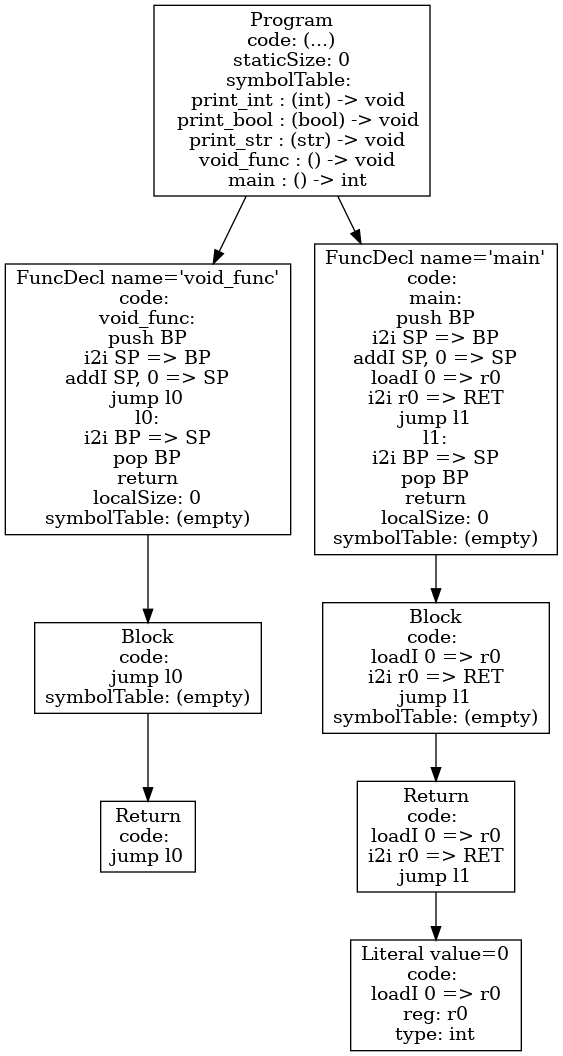 Program
code: (...)
staticSize: 0
symbolTable:
print_int : (int) -> void
print_bool : (bool) -> void
print_str : (str) -> void
void_func : () -> void
main : () -> int
FuncDecl name='void_func'
code:
void_func:
push BP
i2i SP => BP
addI SP, 0 => SP
jump l0
l0:
i2i BP => SP
pop BP
return
localSize: 0
symbolTable: (empty)
FuncDecl name='main'
code:
main:
push BP
i2i SP => BP
addI SP, 0 => SP
loadI 0 => r0
i2i r0 => RET
jump l1
l1:
i2i BP => SP
pop BP
return
localSize: 0
symbolTable: (empty)
Block
code:
jump l0
symbolTable: (empty)
Block
code:
loadI 0 => r0
i2i r0 => RET
jump l1
symbolTable: (empty)
Return
code:
jump l0
Return
code:
loadI 0 => r0
i2i r0 => RET
jump l1
Literal value=0
code:
loadI 0 => r0
reg: r0
type: int